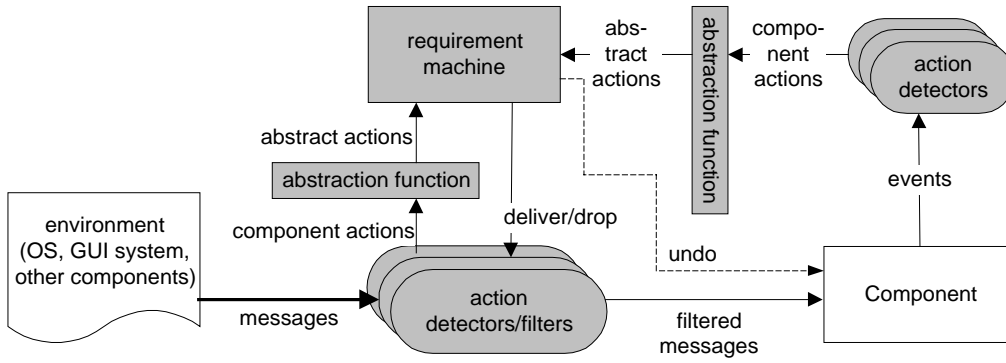 requirement
machine
abs-
tract
actions
abstraction function
compo-
nent
actions
action
detectors
abstract actions
abstraction function
component actions
deliver/drop
events
environment
(OS, GUI system,
other components)
undo
messages
action
detectors/filters
filtered
messages
Component